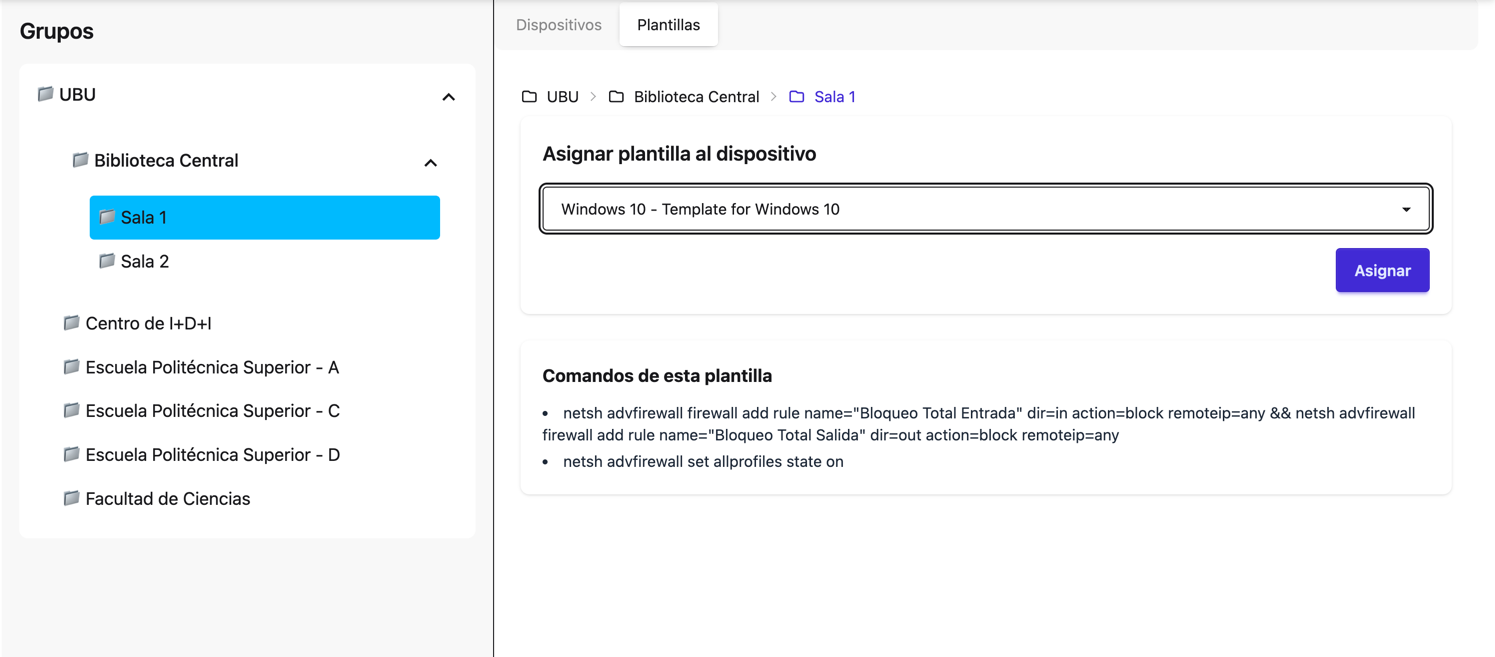 Grupos
UBU
Biblioteca Central
Sala 1
Sala 2
Centro de I+D+I
Escuela Politécnica Superior - A
Escuela Politécnica Superior - C
Escuela Politécnica Superior - D
Facultad de Ciencias
Dispositivos Plantillas
UBU > Biblioteca Central > Sala 1
Asignar plantilla al dispositivo
Windows 10 - Template for Windows 10
Asignar
Comandos de esta plantilla
• netsh advfirewall firewall add rule name="Bloqueo Total Entrada" dir=in action=block remoteip=any && netsh advfirewall
firewall add rule name="Bloqueo Total Salida" dir=out action=block remoteip=any
• netsh advfirewall set allprofiles state on